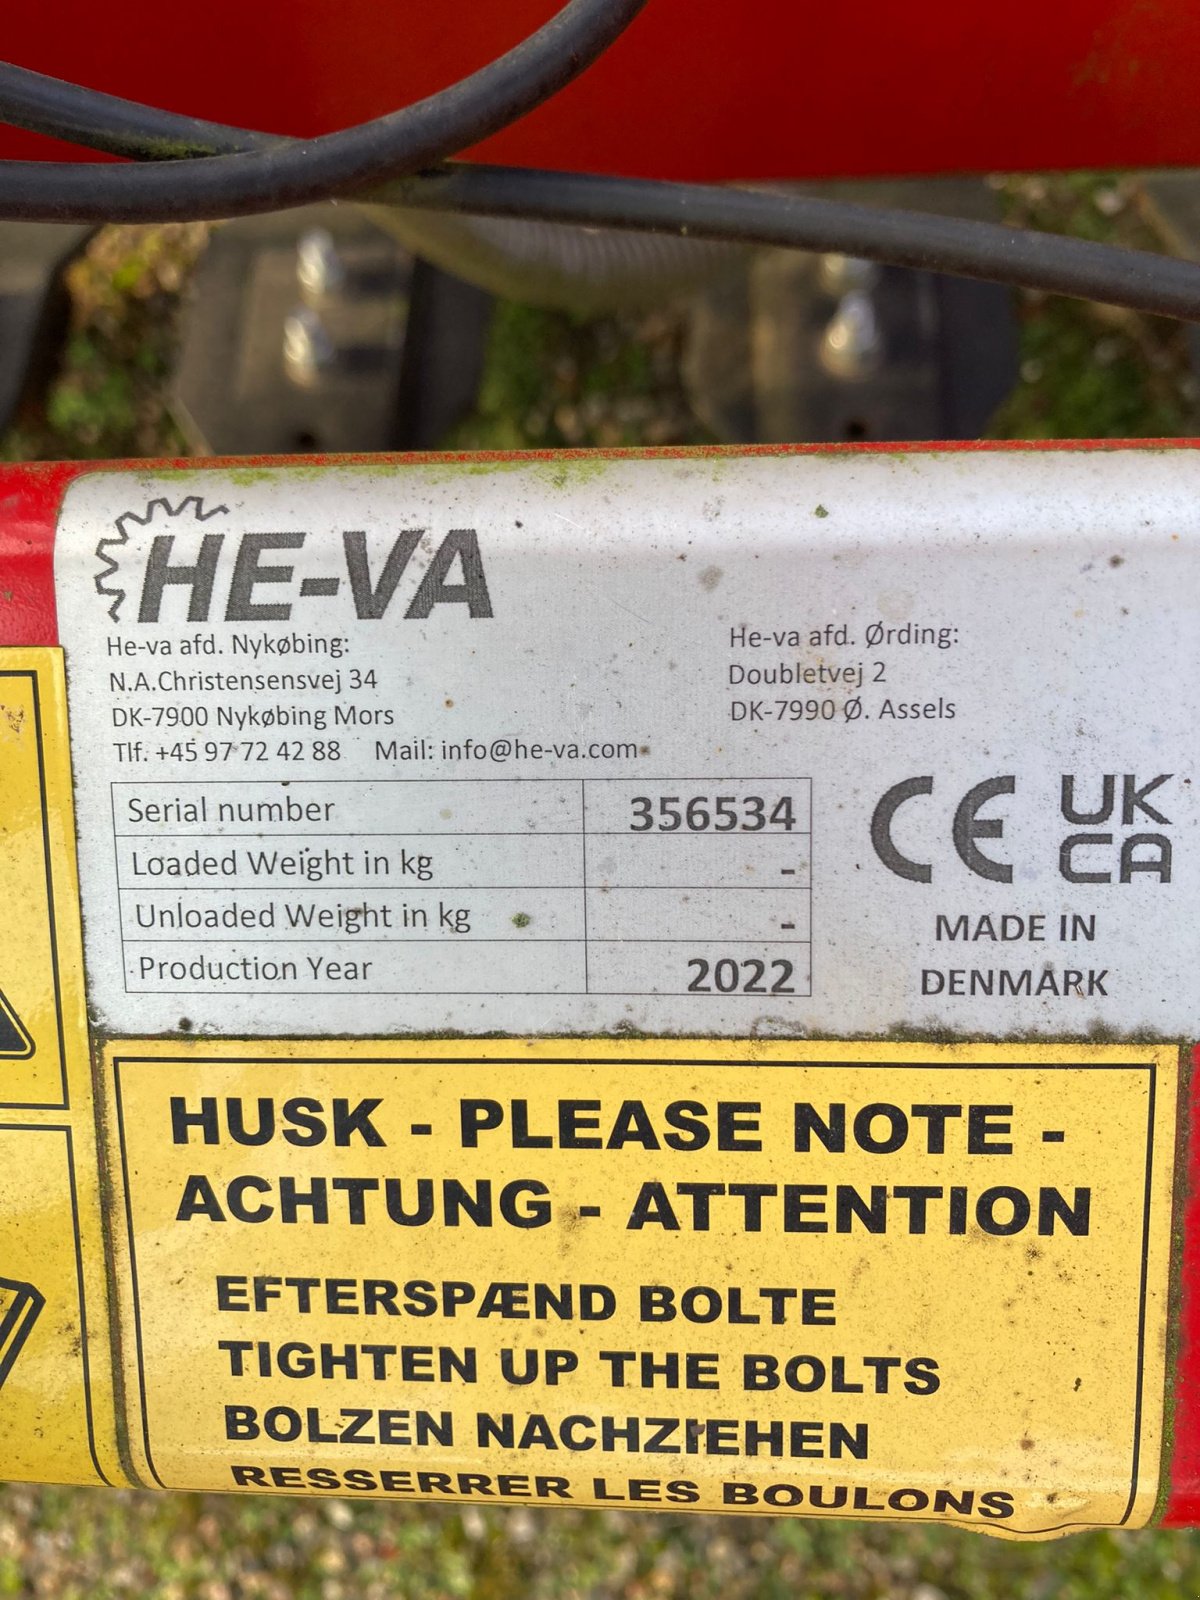 HE-VA
He-va afd. Nykøbing:
N.A.Christensensvej 34
DK-7900 Nykøbing Mors
Tlf. +45 97 72 42 88 Mail: info@he-va.com
He-va afd. Ørding:
Doubletvej 2
DK-7990 Ø. Assels
Serial number 356534
Loaded Weight in kg -
Unloaded Weight in kg -
Production Year 2022
CE UK
CA
MADE IN
DENMARK
HUSK - PLEASE NOTE -
ACHTUNG - ATTENTION
EFTERSPÆND BOLTE
TIGHTEN UP THE BOLTS
BOLZEN NACHZIEHEN
RESSERRER LES BOULONS